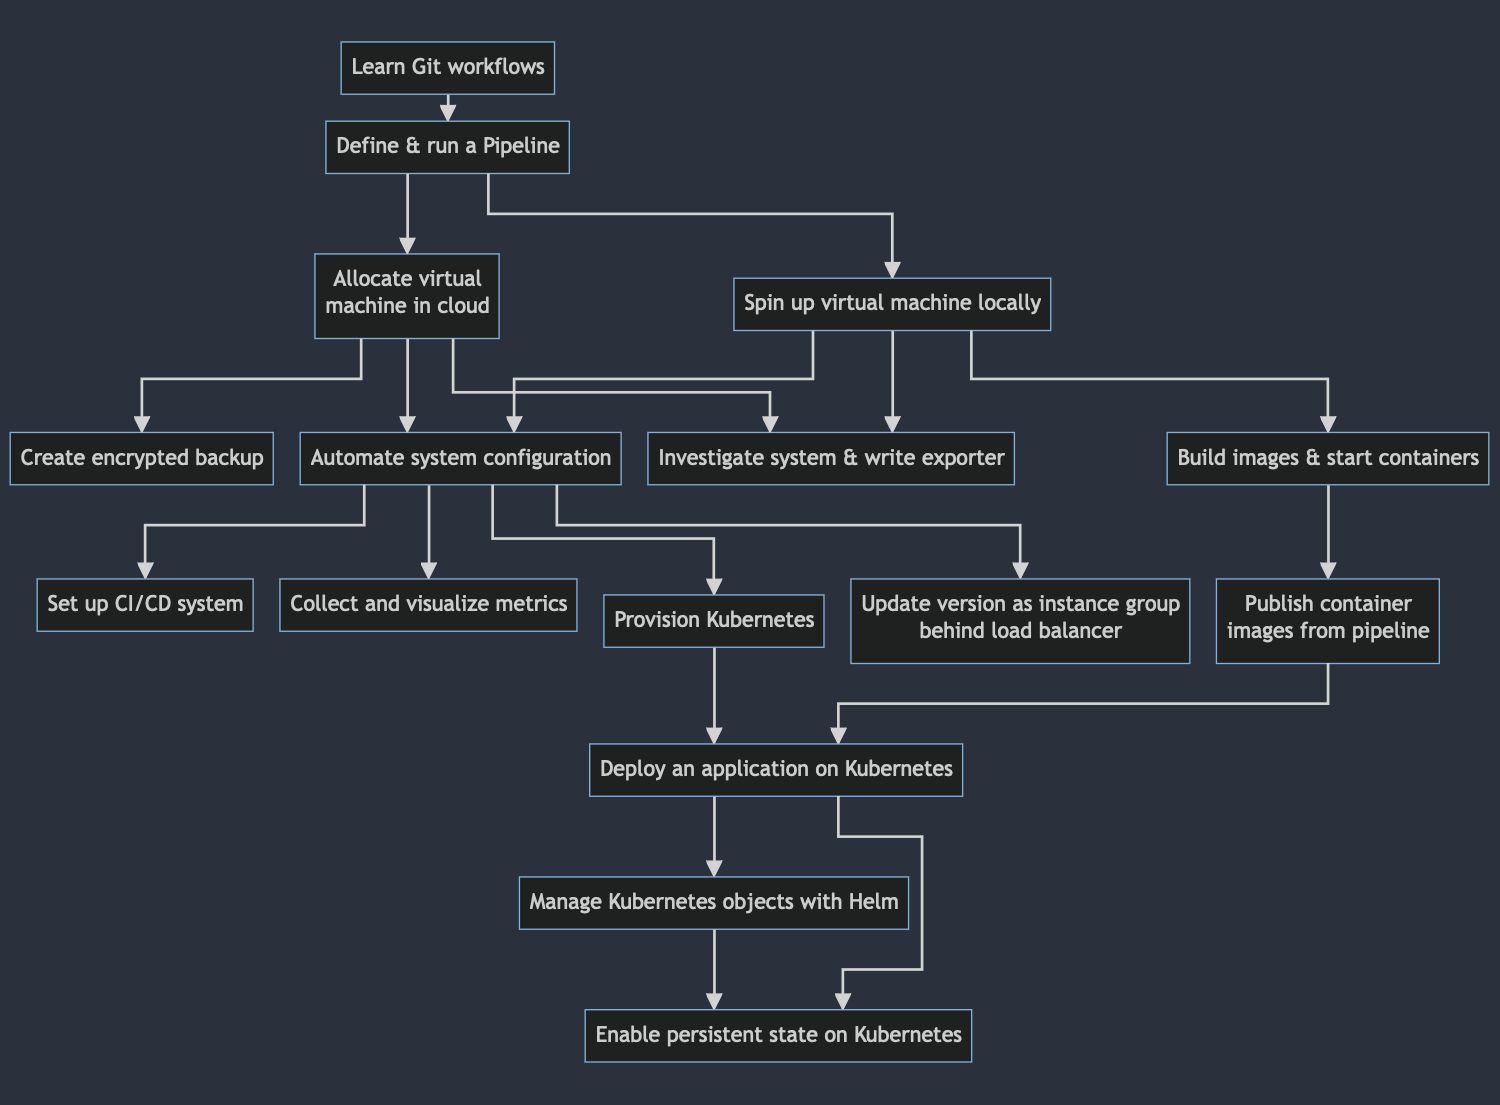 Learn Git workflows
Define & run a Pipeline
Allocate virtual
machine in cloud
Spin up virtual machine locally
Create encrypted backup
Automate system configuration
Investigate system & write exporter
Build images & start containers
Set up CI/CD system
Collect and visualize metrics
Provision Kubernetes
Update version as instance group
behind load balancer
Publish container
images from pipeline
Deploy an application on Kubernetes
Manage Kubernetes objects with Helm
Enable persistent state on Kubernetes